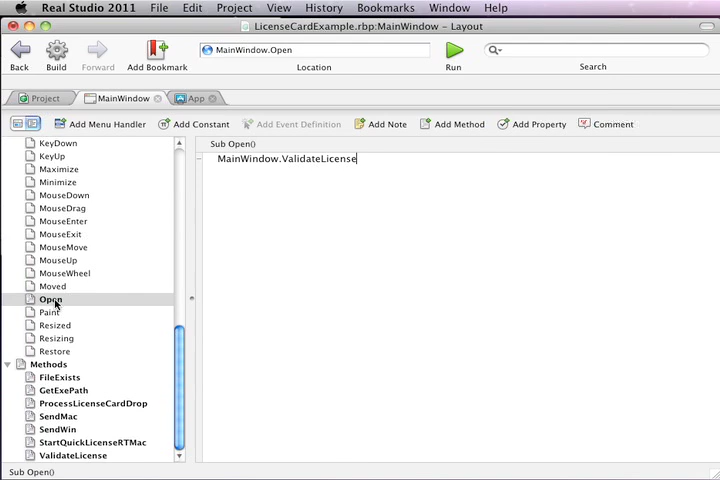 Real Studio 2011 File Edit Project View History Bookmarks Window Help
LicenseCardExample.rbp:MainWindow – Layout
MainWindow.Open
Back Build Forward Add Bookmark Location Run Search
Project MainWindow App
Add Menu Handler Add Constant Add Event Definition Add Note Add Method Add Property Comment
KeyDown
KeyUp
Maximize
Minimize
MouseDown
MouseDrag
MouseEnter
MouseExit
MouseMove
MouseUp
MouseWheel
Moved
Open
Paint
Resized
Resizing
Restore
Methods
FileExists
GetExePath
ProcessLicenseCardDrop
SendMac
SendWin
StartQuickLicenseRTMac
ValidateLicense
Sub Open()
MainWindow.ValidateLicense
Sub Open()